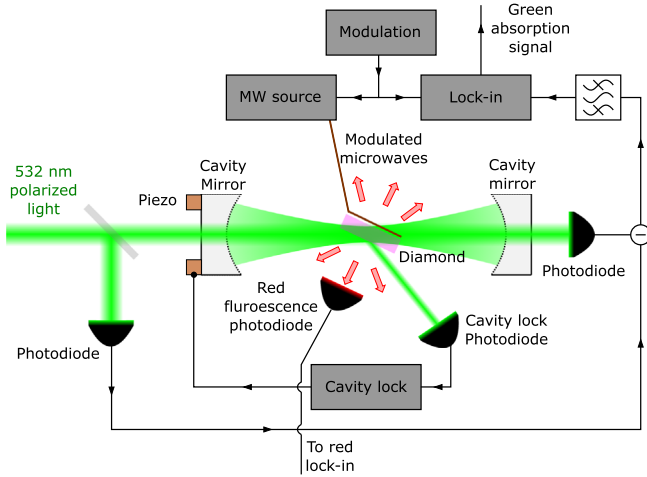 Green
absorption
signal
Modulation
MW source
Lock-in
Modulated
microwaves
532 nm
polarized
light
Piezo
Cavity
Mirror
Cavity
mirror
Diamond
Photodiode
Red
fluroescence
photodiode
Cavity lock
Photodiode
Photodiode
Cavity lock
To red
lock-in